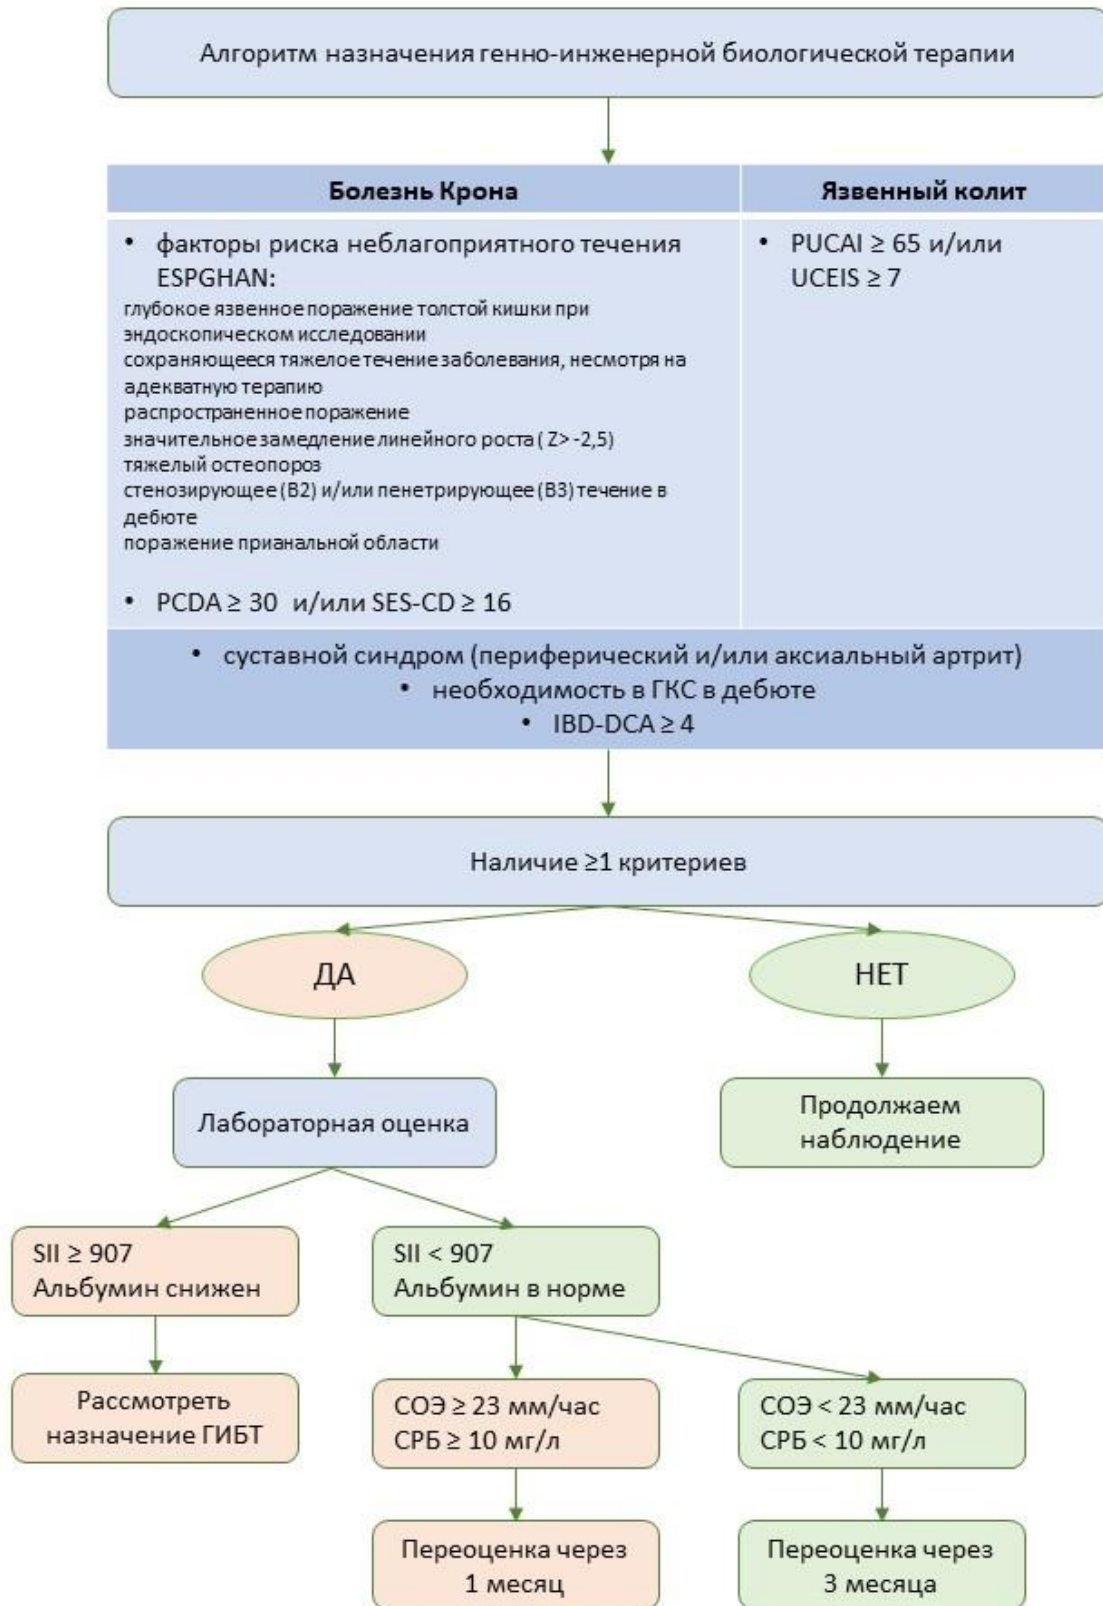 Алгоритм назначения генно-инженерной биологической терапии
Болезнь Крона
Язвенный колит
• факторы риска неблагоприятного течения
ESPGHAN:
глубокое язвенное поражение толстой кишки при
эндоскопическом исследовании
сохраняющееся тяжелое течение заболевания, несмотря на
адекватную терапию
распространенное поражение
значительное замедление линейного роста ( Z> -2,5)
тяжелый остеопороз
стенозирующее (B2) и/или пенетрирующее (B3) течение в
дебюте
поражение прианальной области
• PCDA ≥ 30 и/или SES-CD ≥ 16
• PUCAI ≥ 65 и/или
UCEIS ≥ 7
• суставной синдром (периферический и/или аксиальный артрит)
• необходимость в ГКС в дебюте
• IBD-DCA ≥ 4
Наличие ≥1 критериев
ДА
НЕТ
Лабораторная оценка
Продолжаем
наблюдение
SII ≥ 907
Альбумин снижен
SII < 907
Альбумин в норме
Рассмотреть
назначение ГИБТ
СОЭ ≥ 23 мм/час
СРБ ≥ 10 мг/л
СОЭ < 23 мм/час
СРБ < 10 мг/л
Переоценка через
1 месяц
Переоценка через
3 месяца